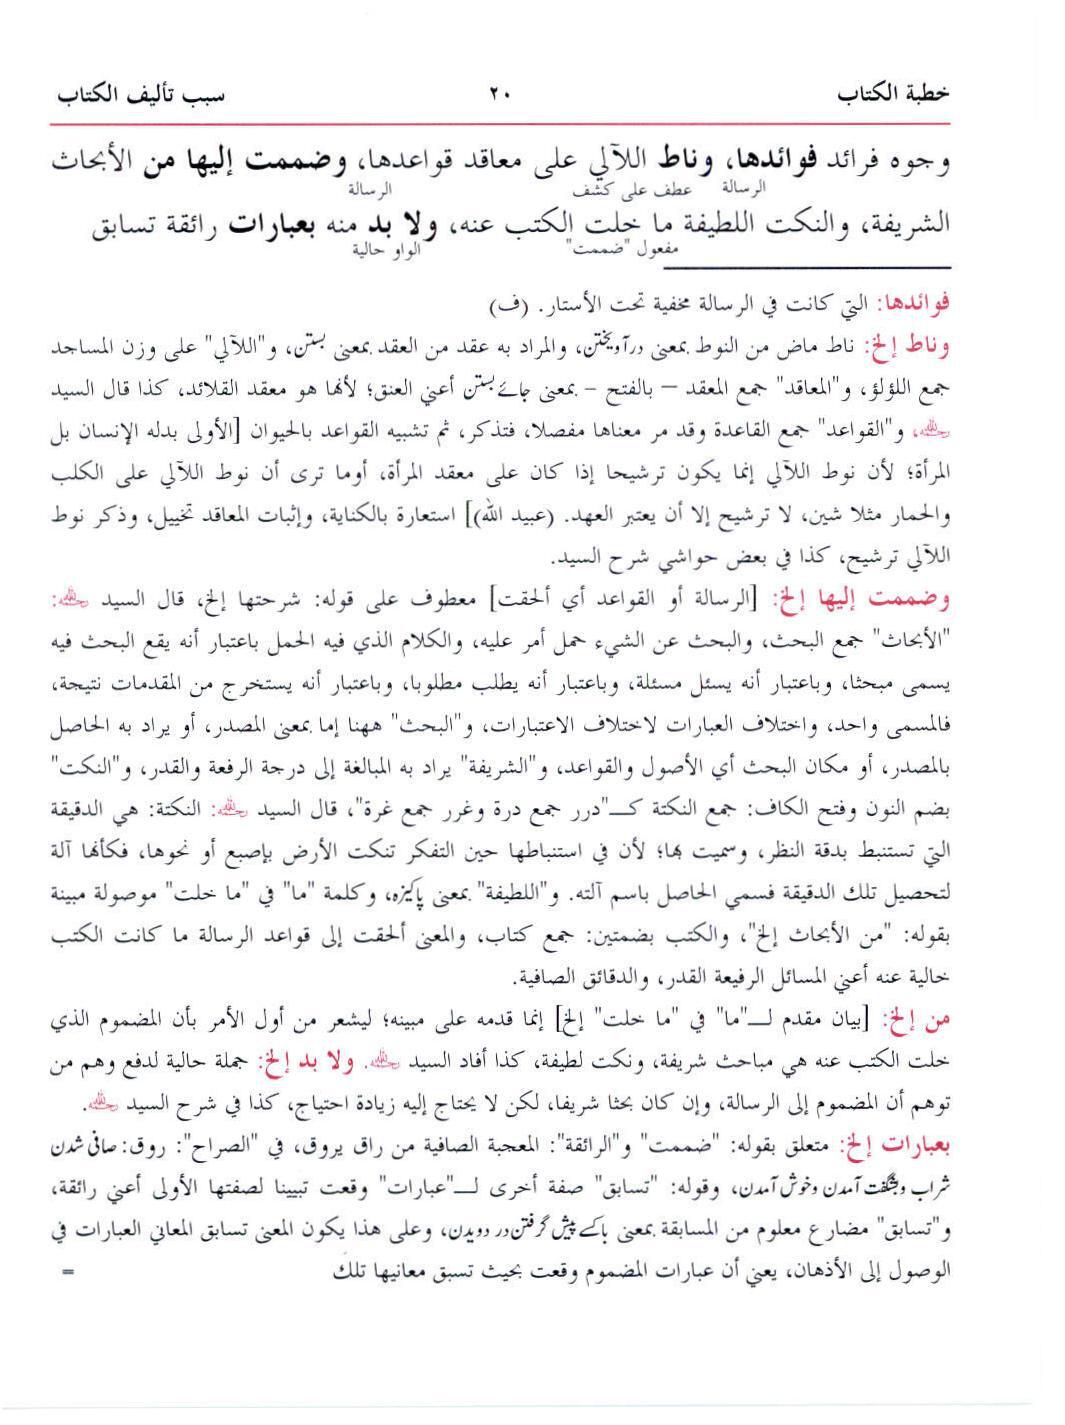 خطبة الكتاب ٢٠ سبب تأليف الكتاب
وجوه فرائد فوائدها، وناط اللآلي على معاقد قواعدها، وضممت إليها من الأبحاث
الرسالة عطف على كشف الرسالة
الشريفة، والنكت اللطيفة ما خلت الكتب عنه، ولا بد منه بعبارات رائقة تسابق
مفعول "ضممت" الواو حالية
فوائدها: التي كانت في الرسالة مخفية تحت الأستار. (ف)
وناط إلخ: ناط ماض من النوط بمعنى درآويختن، والمراد به عقد من العقد بمعنى بستن، و"اللآلي" على وزن المساجد
جمع اللؤلؤ، و"المعاقد" جمع المعقد – بالفتح – بمعنى جائے بستن أعني العنق؛ لأنها هو معقد القلائد، كذا قال السيد
رحمه الله، و"القواعد" جمع القاعدة وقد مر معناها مفصلا، فتذكر، ثم تشبيه القواعد بالحيوان [الأولى بدله الإنسان بل
المرأة؛ لأن نوط اللآلي إنما يكون ترشيحا إذا كان على معقد المرأة، أوما ترى أن نوط اللآلي على الكلب
والحمار مثلا شين، لا ترشيح إلا أن يعتبر العهد. (عبيد الله)] استعارة بالكناية، وإثبات المعاقد تخييل، وذكر نوط
اللآلي ترشيح، كذا في بعض حواشي شرح السيد.
وضممت إليها إلخ: [الرسالة أو القواعد أي ألحقت] معطوف على قوله: شرحتها إلخ، قال السيد رحمه الله:
"الأبحاث" جمع البحث، والبحث عن الشيء حمل أمر عليه، والكلام الذي فيه الحمل باعتبار أنه يقع البحث فيه
يسمى مبحثا، وباعتبار أنه يسئل مسئلة، وباعتبار أنه يطلب مطلوبا، وباعتبار أنه يستخرج من المقدمات نتيجة،
فالمسمى واحد، واختلاف العبارات لاختلاف الاعتبارات، و"البحث" ههنا إما بمعنى المصدر، أو يراد به الحاصل
بالمصدر، أو مكان البحث أي الأصول والقواعد، و"الشريفة" يراد به المبالغة إلى درجة الرفعة والقدر، و"النكت"
بضم النون وفتح الكاف: جمع النكتة كـ"درر جمع درة وغرر جمع غرة"، قال السيد رحمه الله: النكتة: هي الدقيقة
التي تستنبط بدقة النظر، وسميت بها؛ لأن في استنباطها حين التفكر تنكت الأرض بإصبع أو نحوها، فكأنها آلة
لتحصيل تلك الدقيقة فسمي الحاصل باسم آلته. و"اللطيفة" بمعنى پاكيزه، وكلمة "ما" في "ما خلت" موصولة مبينة
بقوله: "من الأبحاث إلخ"، والكتب بضمتين: جمع كتاب، والمعنى ألحقت إلى قواعد الرسالة ما كانت الكتب
خالية عنه أعني المسائل الرفيعة القدر، والدقائق الصافية.
من إلخ: [بيان مقدم لـ"ما" في "ما خلت" إلخ] إنما قدمه على مبينه؛ ليشعر من أول الأمر بأن المضموم الذي
خلت الكتب عنه هي مباحث شريفة، ونكت لطيفة، كذا أفاد السيد رحمه الله. ولا بد إلخ: جملة حالية لدفع وهم من
توهم أن المضموم إلى الرسالة، وإن كان بحثا شريفا، لكن لا يحتاج إليه زيادة احتياج، كذا في شرح السيد رحمه الله.
بعبارات إلخ: متعلق بقوله: "ضممت" و"الرائقة": المعجبة الصافية من راق يروق، في "الصراح": روق: صافى شدن
شراب وبشگفت آمدن وخوش آمدن، وقوله: "تسابق" صفة أخرى لـ"عبارات" وقعت تبيينا لصفتها الأولى أعني رائقة،
و"تسابق" مضارع معلوم من المسابقة بمعنى باكے پيش گرفتن در دويدن، وعلى هذا يكون المعنى تسابق المعاني العبارات في
الوصول إلى الأذهان، يعني أن عبارات المضموم وقعت بحيث تسبق معانيها تلك =